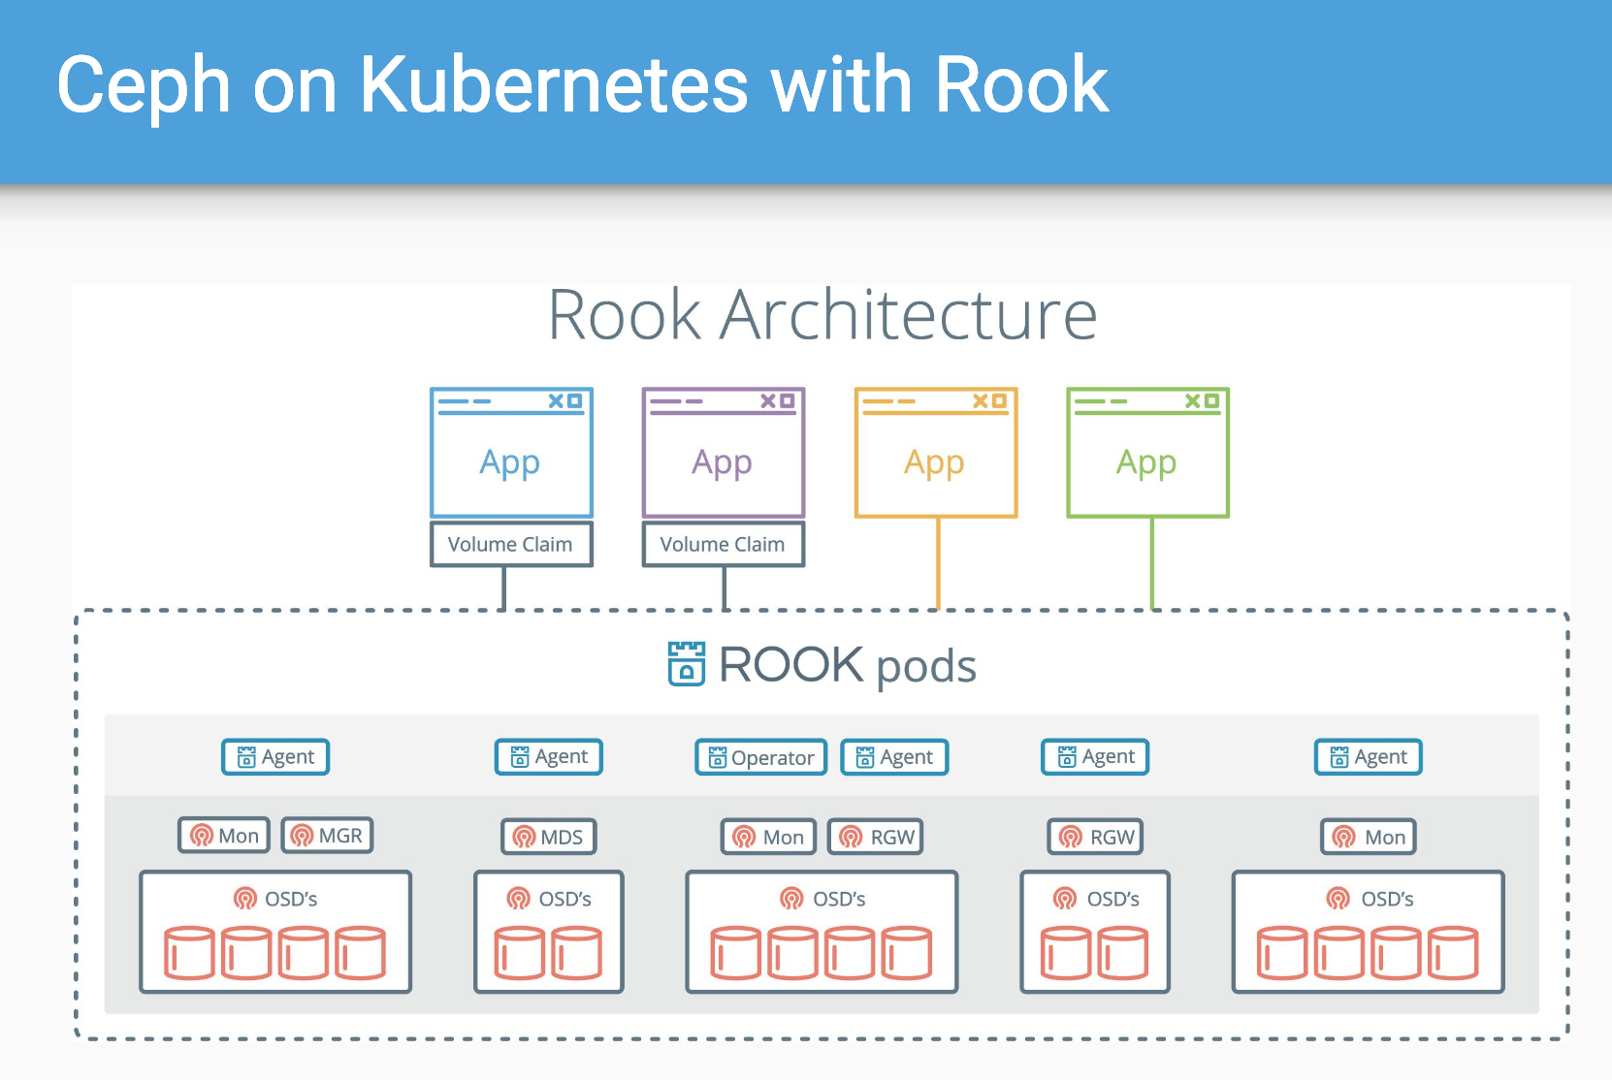 Ceph on Kubernetes with Rook
Rook Architecture
App App App App
Volume Claim Volume Claim
ROOK pods
Agent Agent Operator Agent Agent Agent
Mon MGR MDS Mon RGW RGW Mon
OSD's OSD's OSD's OSD's OSD's